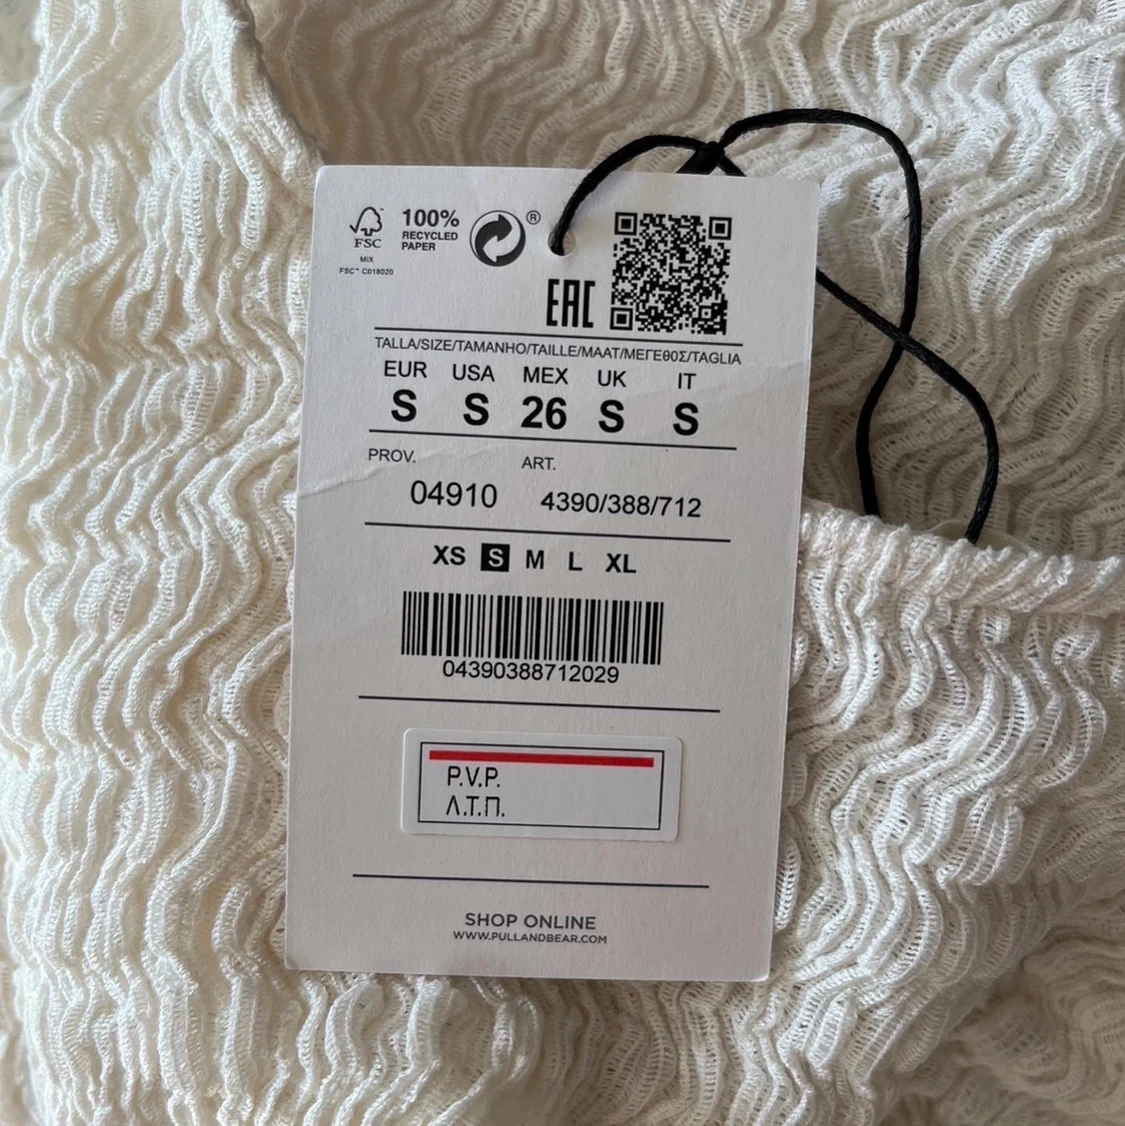 FSC
MIX
FSC™ C018020
100%
RECYCLED
PAPER
®
EAC
TALLA/SIZE/TAMANHO/TAILLE/MAAT/ΜΕΓΕθΟΣ/TAGLIA
EUR USA MEX UK IT
S S 26 S S
PROV. ART.
04910 4390/388/712
XS S M L XL
04390388712029
P.V.P.
Λ.Τ.Π.
SHOP ONLINE
WWW.PULLANDBEAR.COM